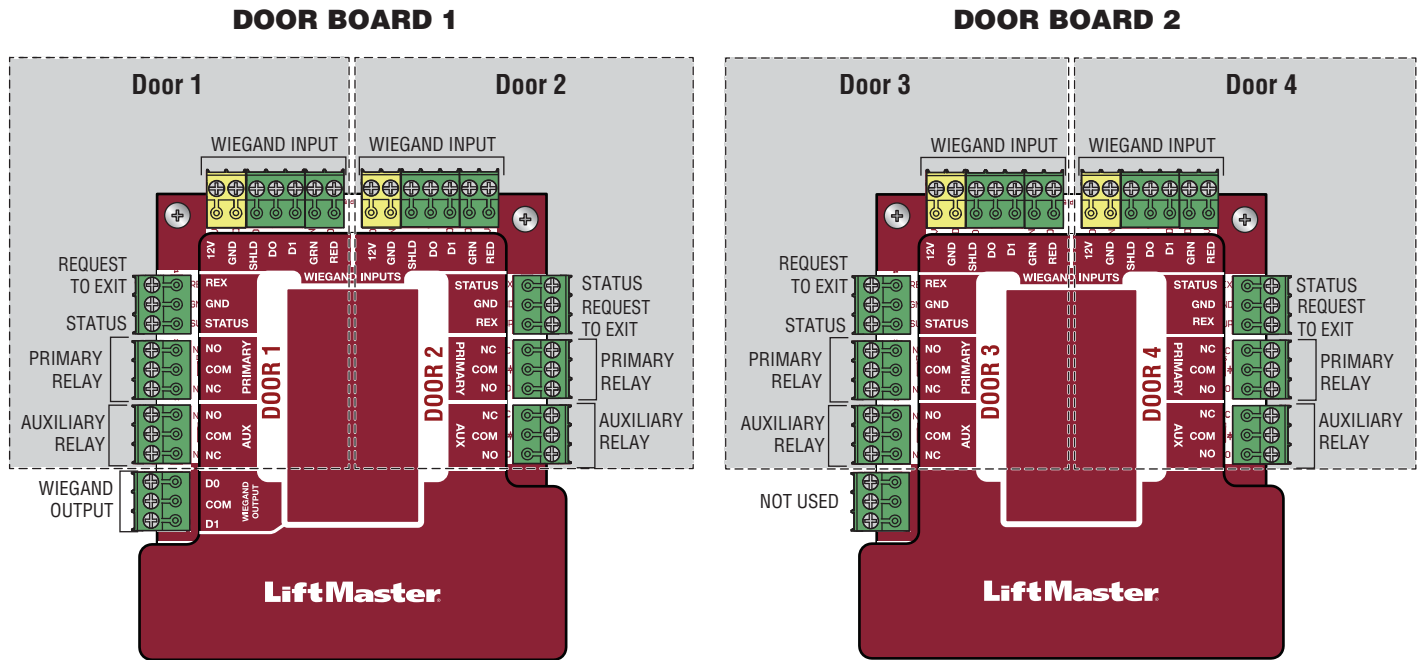 DOOR BOARD 1
Door 1
Door 2
WIEGAND INPUT
WIEGAND INPUT
12V GND SHLD DO D1 GRN RED
12V GND SHLD DO D1 GRN RED
WIEGAND INPUTS
REQUEST
TO EXIT
STATUS
REX
GND
STATUS
PRIMARY
RELAY
NO
COM
NC
PRIMARY
AUXILIARY
RELAY
NO
COM
NC
AUX
DOOR 1
WIEGAND
OUTPUT
D0
COM
D1
WIEGAND
OUTPUT
DOOR 2
STATUS
GND
REX
STATUS
REQUEST
TO EXIT
PRIMARY
NC
COM
NO
PRIMARY
RELAY
AUX
NC
COM
NO
AUXILIARY
RELAY
LiftMaster
DOOR BOARD 2
Door 3
Door 4
WIEGAND INPUT
WIEGAND INPUT
12V GND SHLD DO D1 GRN RED
12V GND SHLD DO D1 GRN RED
WIEGAND INPUTS
REQUEST
TO EXIT
STATUS
REX
GND
STATUS
PRIMARY
RELAY
NO
COM
NC
PRIMARY
AUXILIARY
RELAY
NO
COM
NC
AUX
DOOR 3
NOT USED
DOOR 4
STATUS
GND
REX
STATUS
REQUEST
TO EXIT
PRIMARY
NC
COM
NO
PRIMARY
RELAY
AUX
NC
COM
NO
AUXILIARY
RELAY
LiftMaster